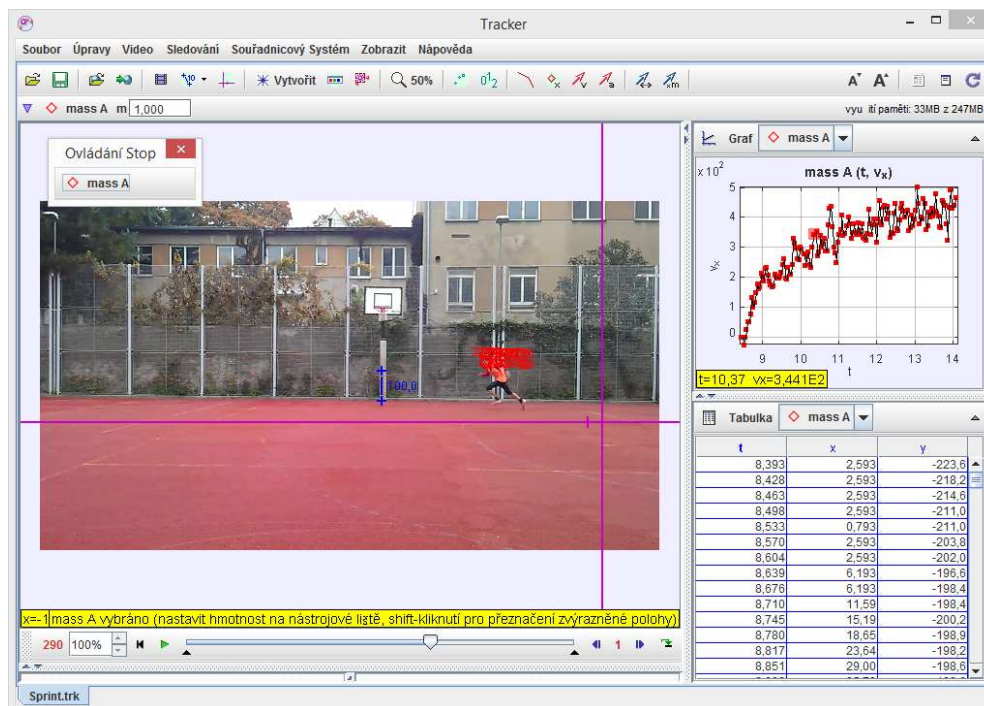 Tracker
Soubor Úpravy Video Sledování Souřadnicový Systém Zobrazit Nápověda
Vytvořit 50%
mass A m 1,000
vyu ití paměti: 33MB z 247MB
Ovládání Stop
mass A
Graf mass A
x 10²
mass A (t, vₓ)
5
4
3
2
1
0
vₓ
9 10 11 12 13 14
t
t=10,37 vx=3,441E2
100,0
Tabulka mass A
t x y
8,393 2,593 -223,6
8,428 2,593 -218,2
8,463 2,593 -214,6
8,498 2,593 -211,0
8,533 0,793 -211,0
8,570 2,593 -203,8
8,604 2,593 -202,0
8,639 6,193 -196,6
8,676 6,193 -198,4
8,710 11,59 -198,4
8,745 15,19 -200,2
8,780 18,65 -198,9
8,817 23,64 -198,2
8,851 29,00 -198,6
x=-1 mass A vybráno (nastavit hmotnost na nástrojové liště, shift-kliknutí pro přeznačení zvýrazněné polohy)
290 100% 1
Sprint.trk